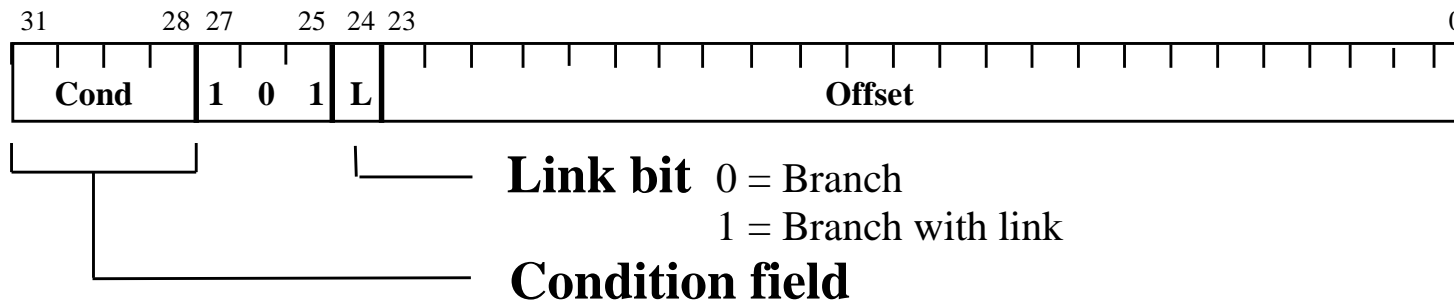 31 28 27 25 24 23 0
Cond 1 0 1 L Offset
Link bit 0 = Branch
1 = Branch with link
Condition field